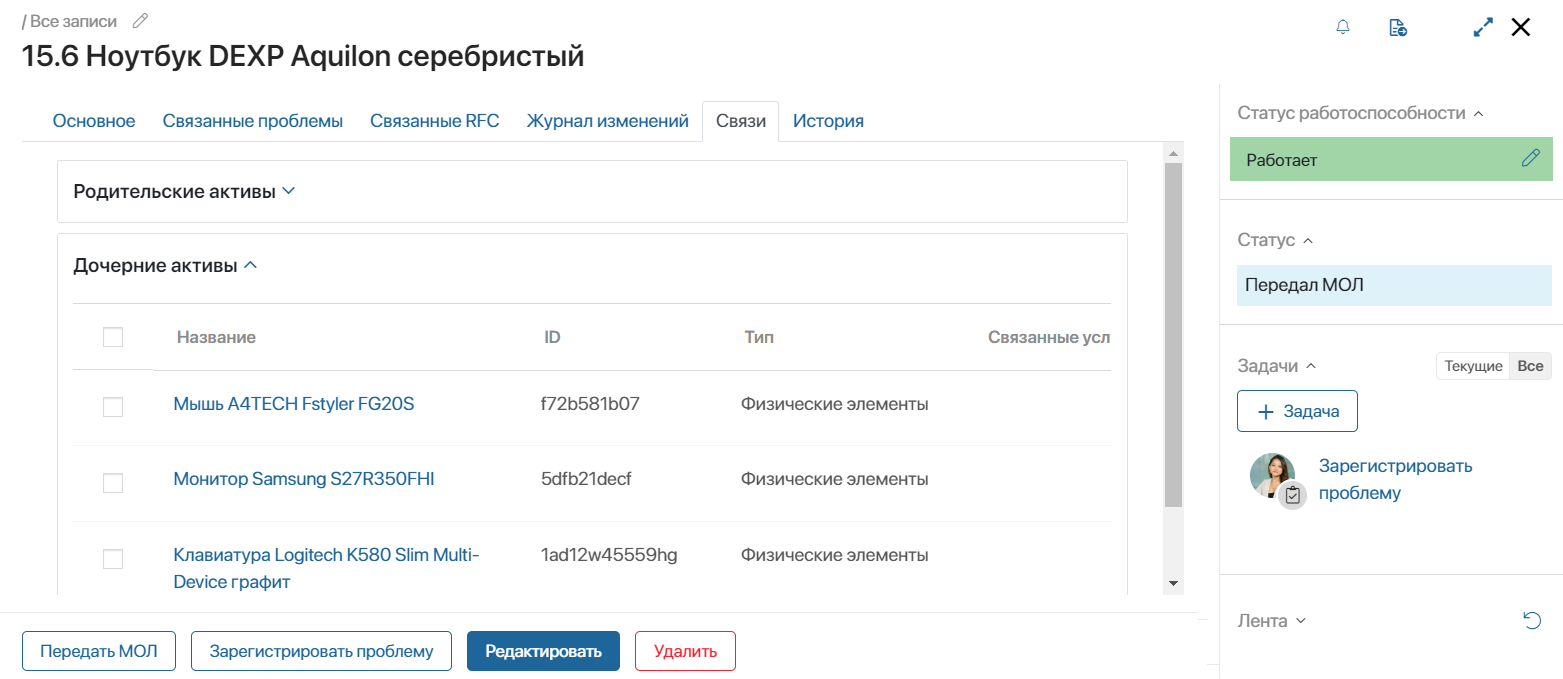 / Все записи
15.6 Ноутбук DEXP Aquilon серебристый
Основное Связанные проблемы Связанные RFC Журнал изменений Связи История
Родительские активы
Дочерние активы
Название ID Тип Связанные усл
Мышь A4TECH Fstyler FG20S f72b581b07 Физические элементы
Монитор Samsung S27R350FHI 5dfb21decf Физические элементы
Клавиатура Logitech K580 Slim Multi- 1ad12w45559hg Физические элементы
Device графит
Передать МОЛ Зарегистрировать проблему Редактировать Удалить
Статус работоспособности
Работает
Статус
Передал МОЛ
Задачи Текущие Все
+ Задача
Зарегистрировать
проблему
Лента